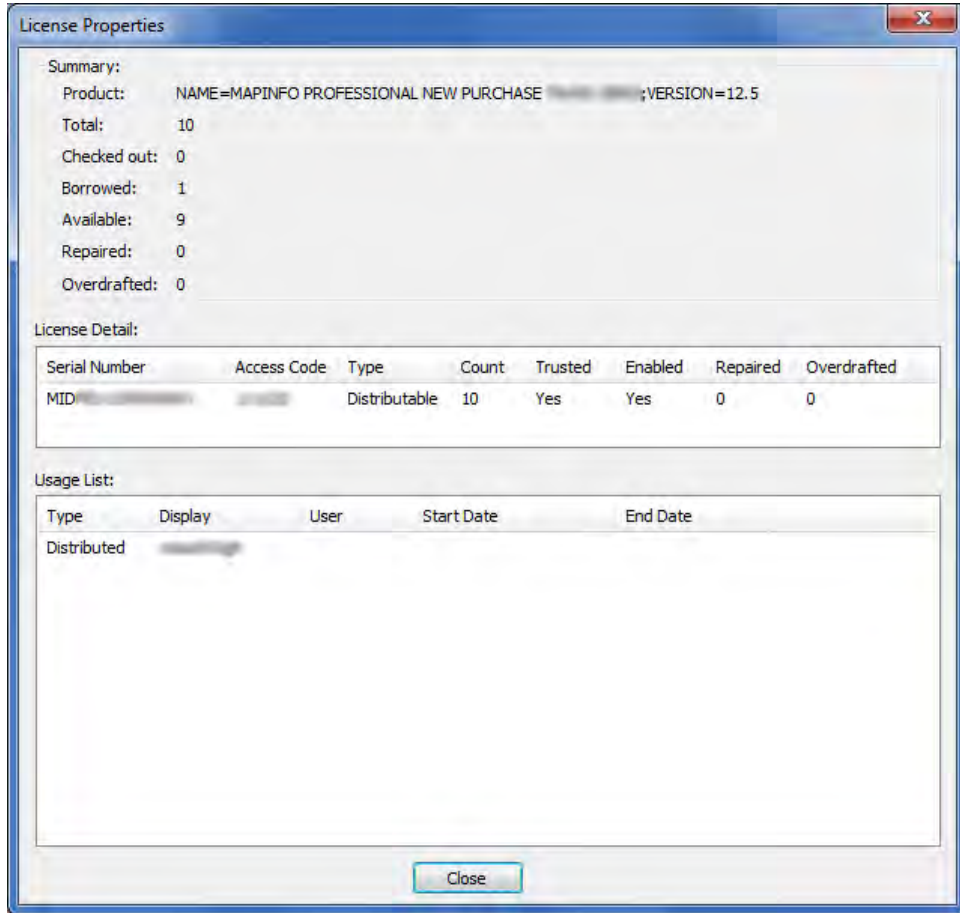 License Properties
Summary:
Product: NAME=MAPINFO PROFESSIONAL NEW PURCHASE ;VERSION=12.5
Total: 10
Checked out: 0
Borrowed: 1
Available: 9
Repaired: 0
Overdrafted: 0
License Detail:
Serial Number Access Code Type Count Trusted Enabled Repaired Overdrafted
MID Distributable 10 Yes Yes 0 0
Usage List:
Type Display User Start Date End Date
Distributed
Close